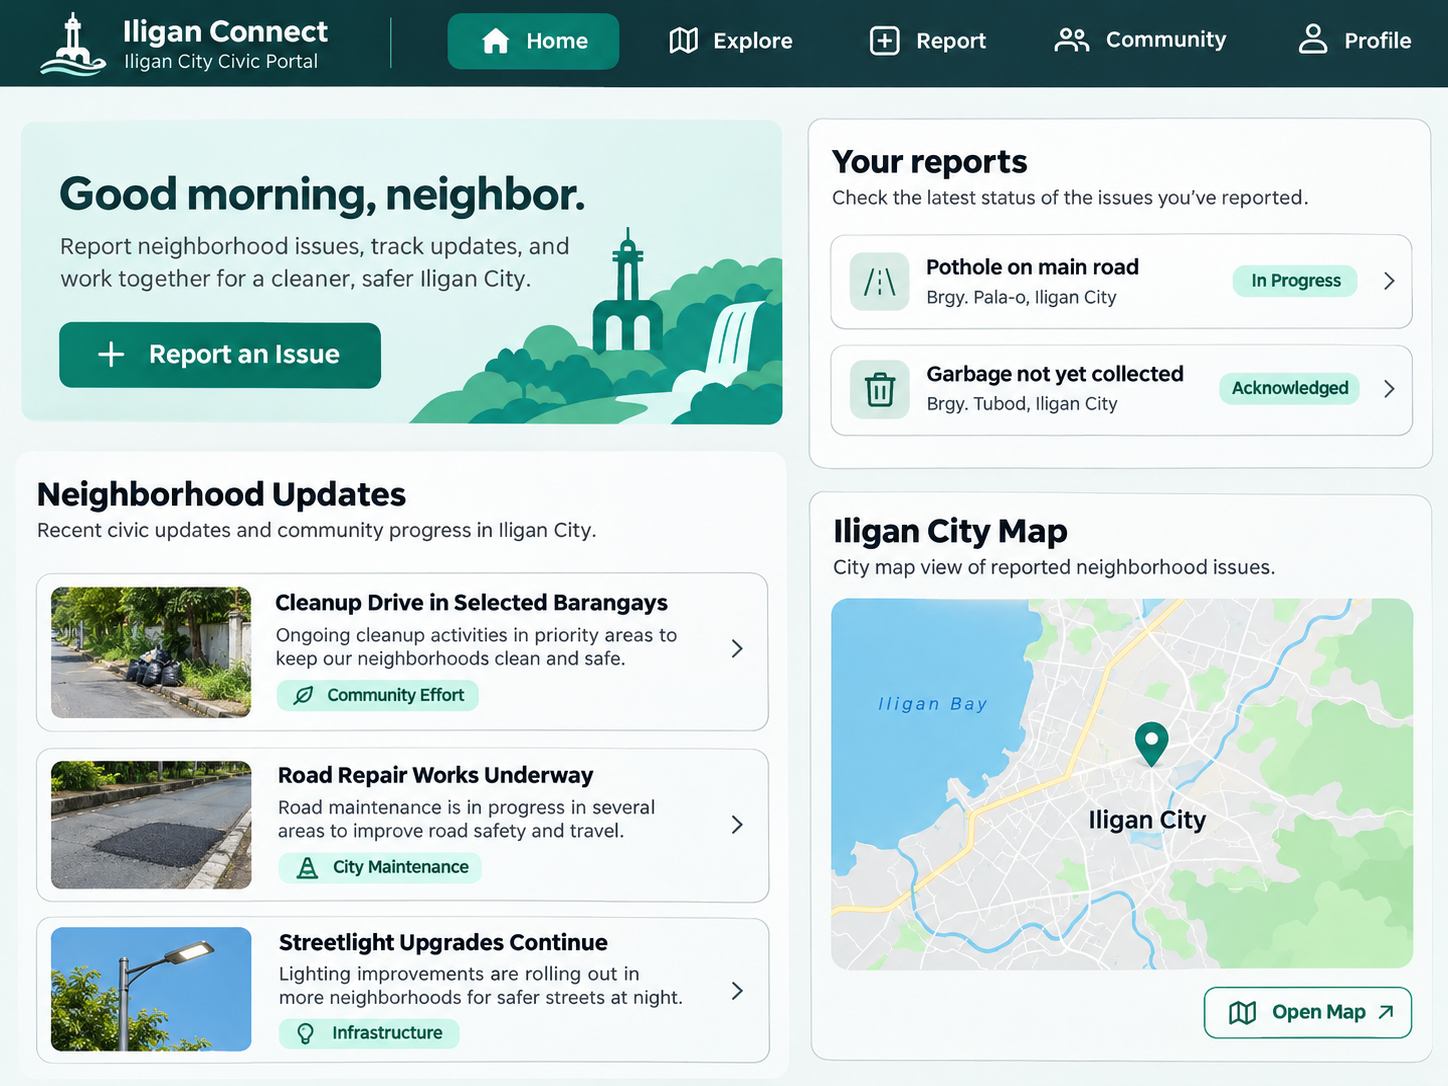 Iligan Connect
Iligan City Civic Portal
Home
Explore
Report
Community
Profile
Good morning, neighbor.
Report neighborhood issues, track updates, and
work together for a cleaner, safer Iligan City.
Report an Issue
Neighborhood Updates
Recent civic updates and community progress in Iligan City.
Cleanup Drive in Selected Barangays
Ongoing cleanup activities in priority areas to
keep our neighborhoods clean and safe.
Community Effort
Road Repair Works Underway
Road maintenance is in progress in several
areas to improve road safety and travel.
City Maintenance
Streetlight Upgrades Continue
Lighting improvements are rolling out in
more neighborhoods for safer streets at night.
Infrastructure
Your reports
Check the latest status of the issues you've reported.
Pothole on main road
Brgy. Pala-o, Iligan City
In Progress
Garbage not yet collected
Brgy. Tubod, Iligan City
Acknowledged
Iligan City Map
City map view of reported neighborhood issues.
Iligan Bay
Iligan City
Open Map